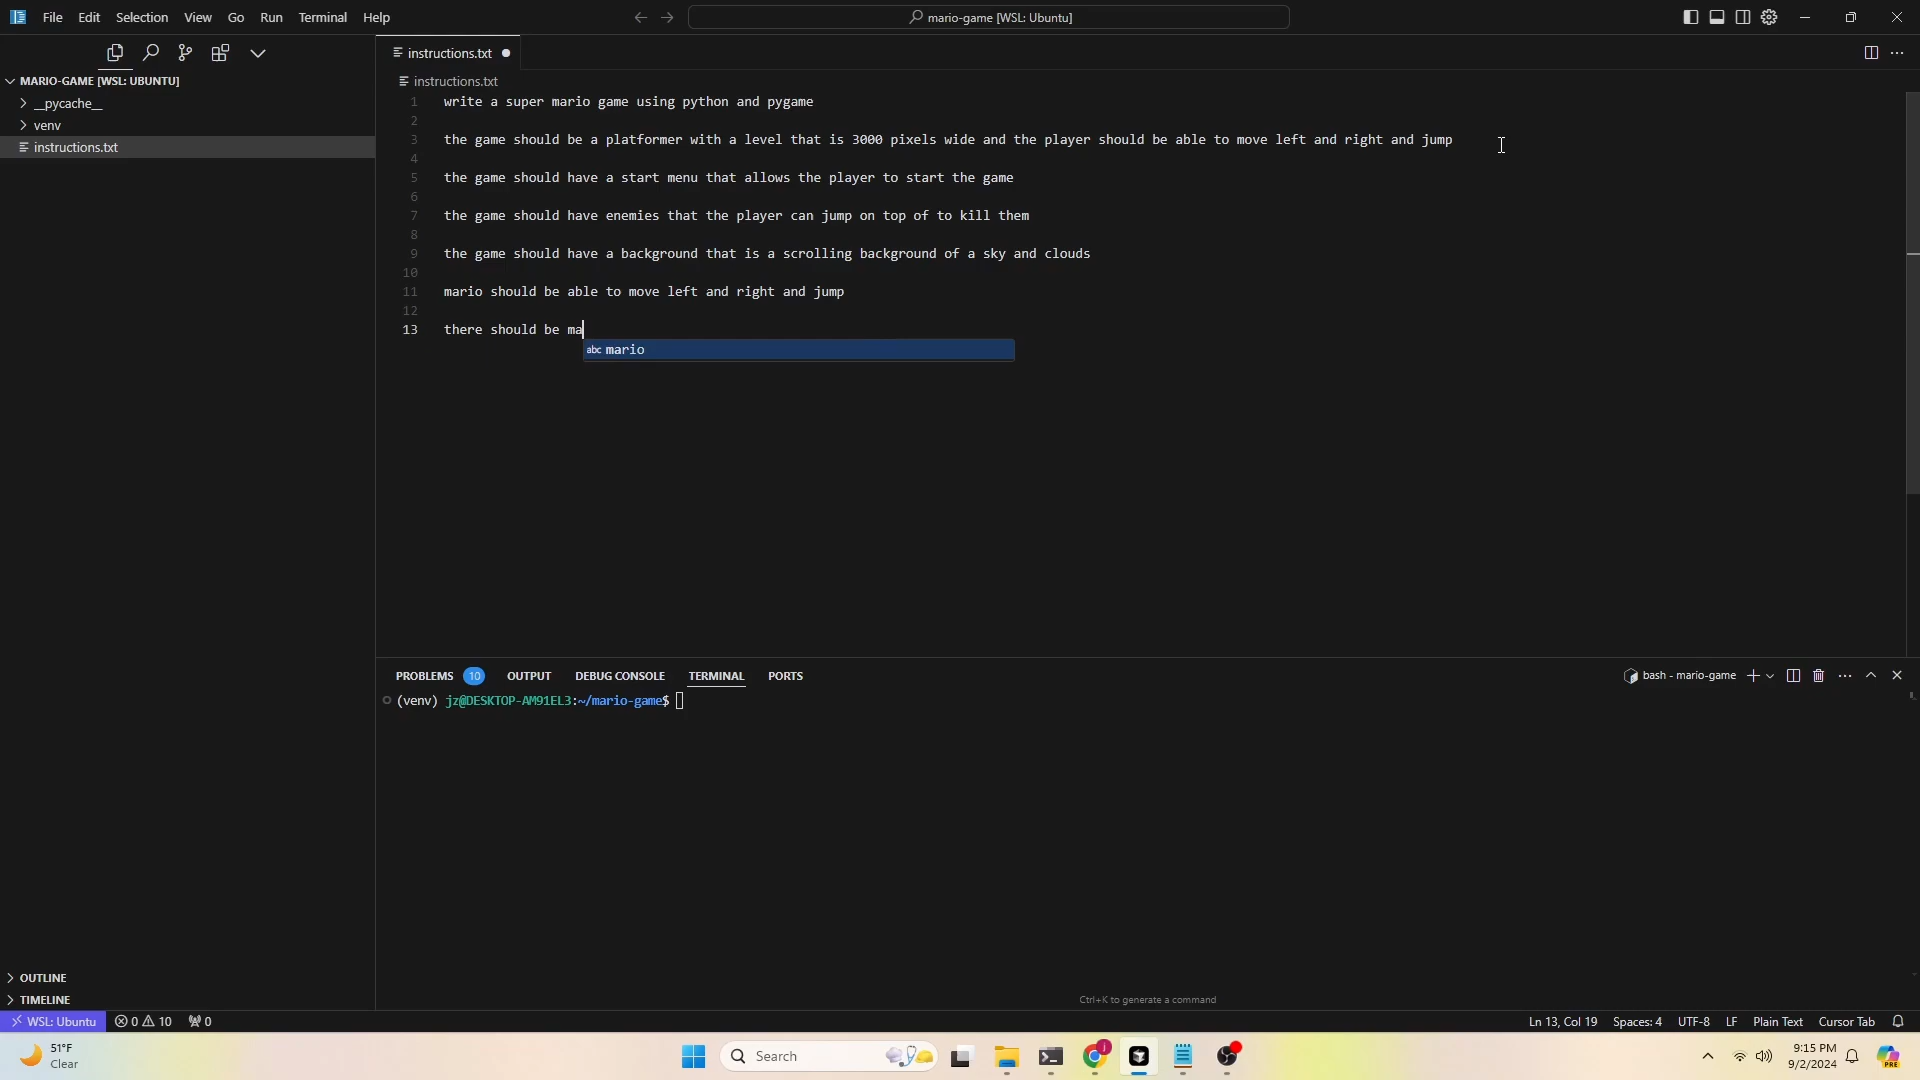 File Edit Selection View Go Run Terminal Help
mario-game [WSL: Ubuntu]
MARIO-GAME [WSL: UBUNTU]
__pycache__
venv
instructions.txt
OUTLINE
TIMELINE
instructions.txt
instructions.txt
1 write a super mario game using python and pygame
2
3 the game should be a platformer with a level that is 3000 pixels wide and the player should be able to move left and right and jump
4
5 the game should have a start menu that allows the player to start the game
6
7 the game should have enemies that the player can jump on top of to kill them
8
9 the game should have a background that is a scrolling background of a sky and clouds
10
11 mario should be able to move left and right and jump
12
13 there should be ma
abc mario
PROBLEMS 10 OUTPUT DEBUG CONSOLE TERMINAL PORTS
bash - mario-game
(venv) jz@DESKTOP-AM91EL3:~/mario-game$
Ctrl+K to generate a command
WSL: Ubuntu 0 10 0
Ln 13, Col 19 Spaces: 4 UTF-8 LF Plain Text Cursor Tab
51°F
Clear
Search
j
9:15 PM
9/2/2024
PRE